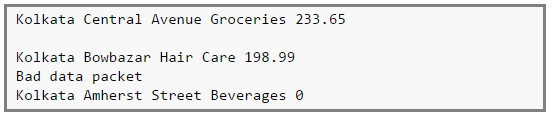 Kolkata Central Avenue Groceries 233.65
Kolkata Bowbazar Hair Care 198.99
Bad data packet
Kolkata Amherst Street Beverages 0